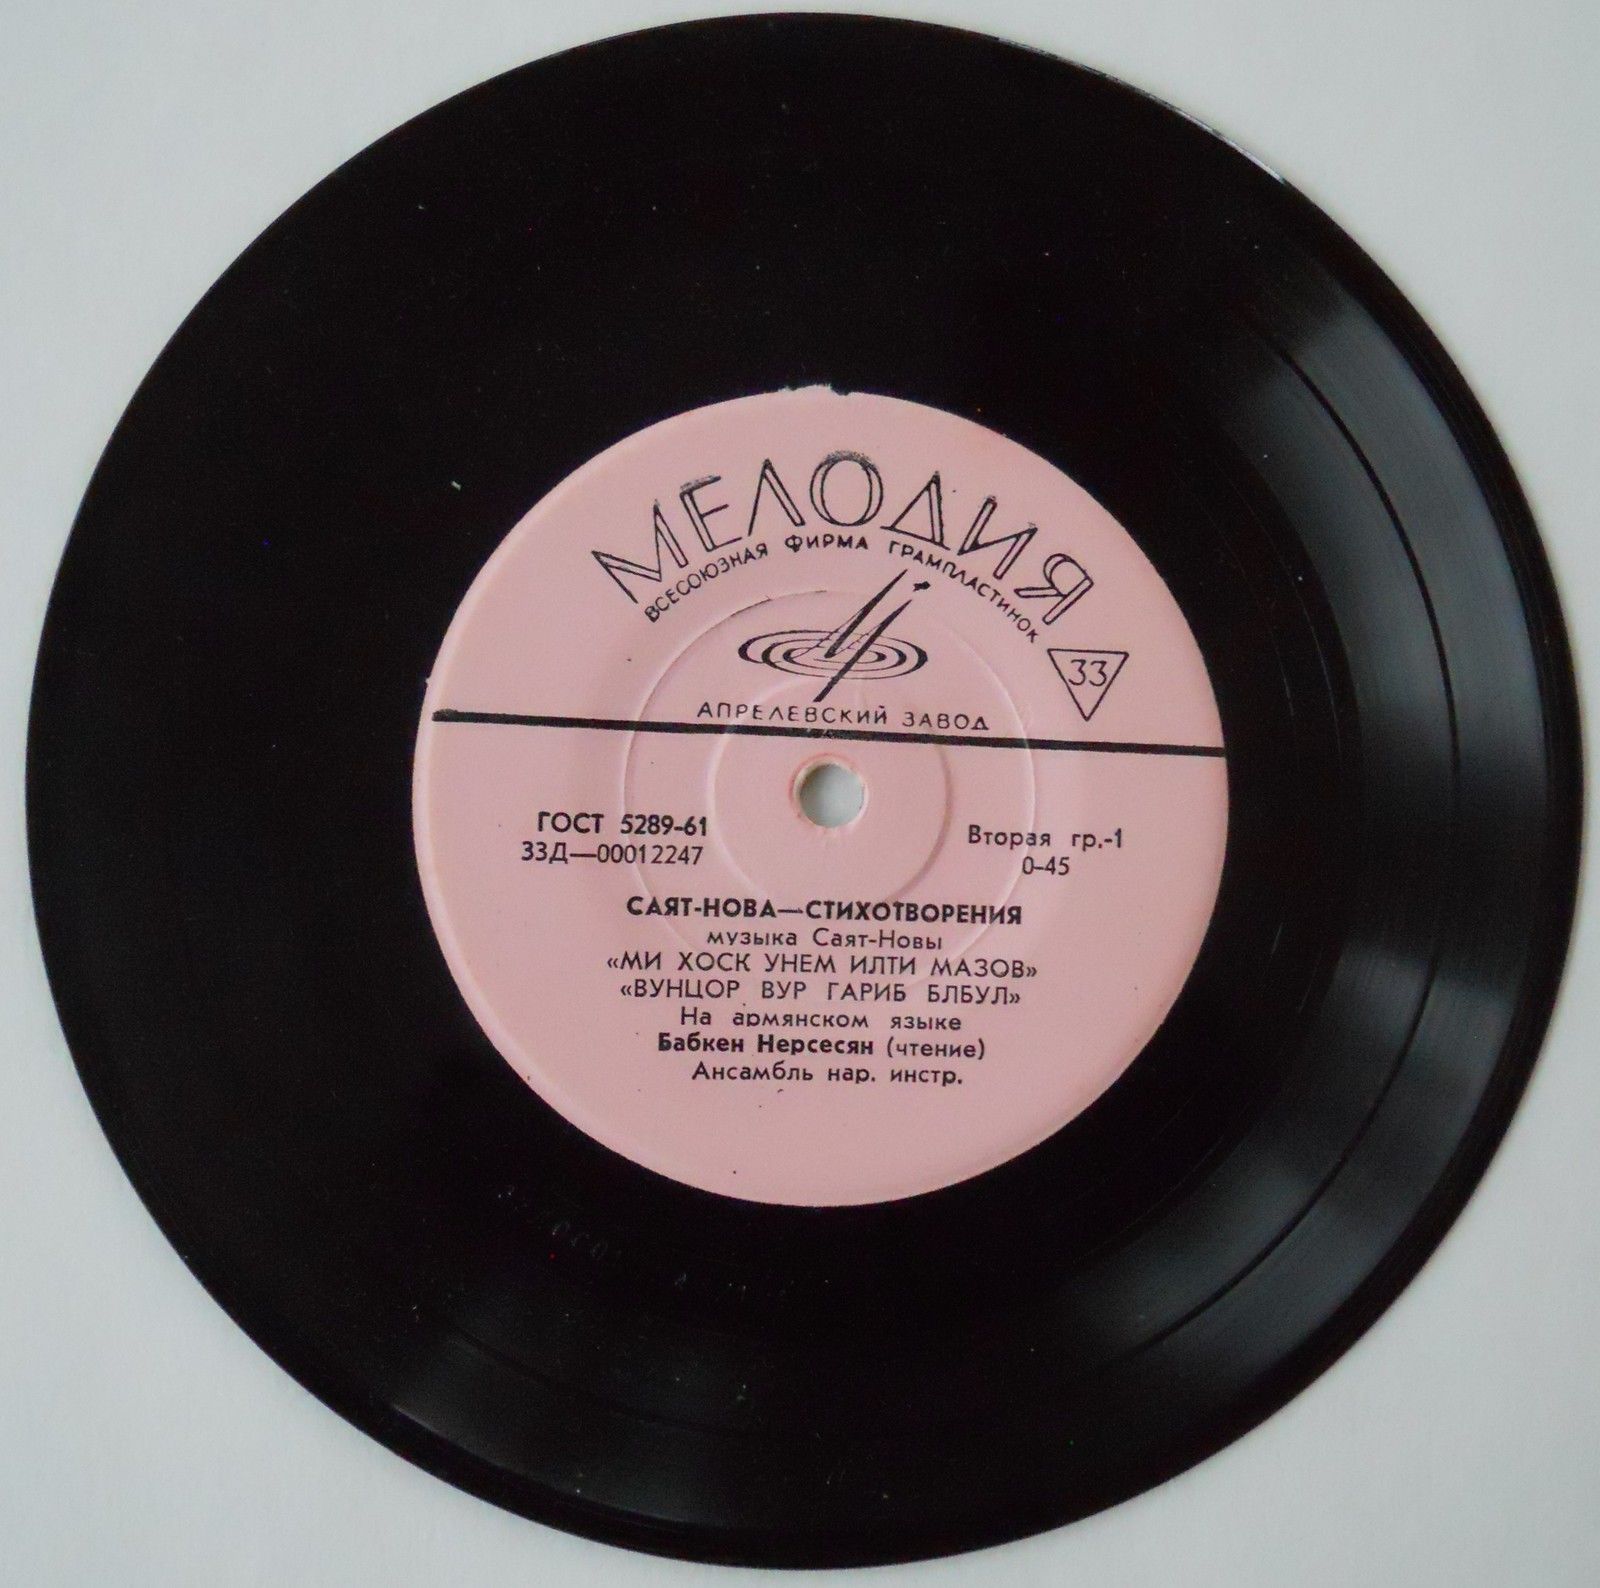 МЕЛОДИЯ
ВСЕСОЮЗНАЯ ФИРМА ГРАМПЛАСТИНОК
33
АПРЕЛЕВСКИЙ ЗАВОД
ГОСТ 5289-61
33Д—00012247
Вторая гр.-1
0-45
САЯТ-НОВА—СТИХОТВОРЕНИЯ
музыка Саят-Новы
«МИ ХОСК УНЕМ ИЛТИ МАЗОВ»
«ВУНЦОР ВУР ГАРИБ БЛБУЛ»
На армянском языке
Бабкен Нерсесян (чтение)
Ансамбль нар. инстр.